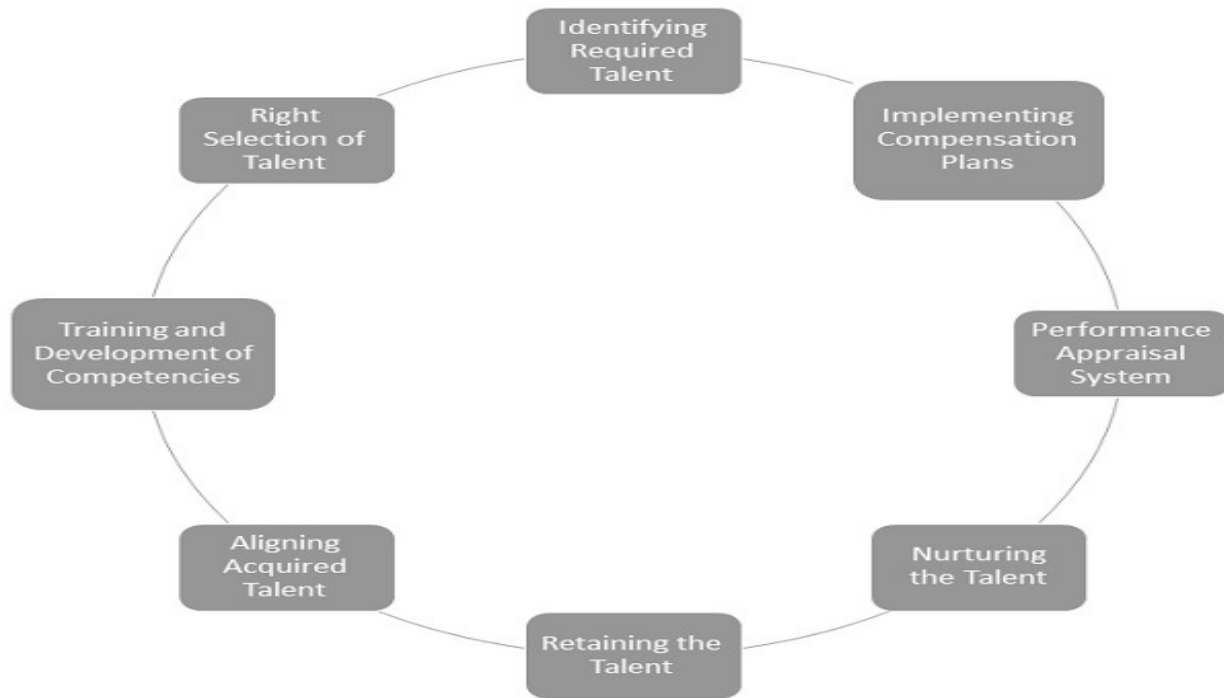 Identifying
Required
Talent
Implementing
Compensation
Plans
Performance
Appraisal
System
Nurturing
the Talent
Retaining the
Talent
Aligning
Acquired
Talent
Training and
Development of
Competencies
Right
Selection of
Talent